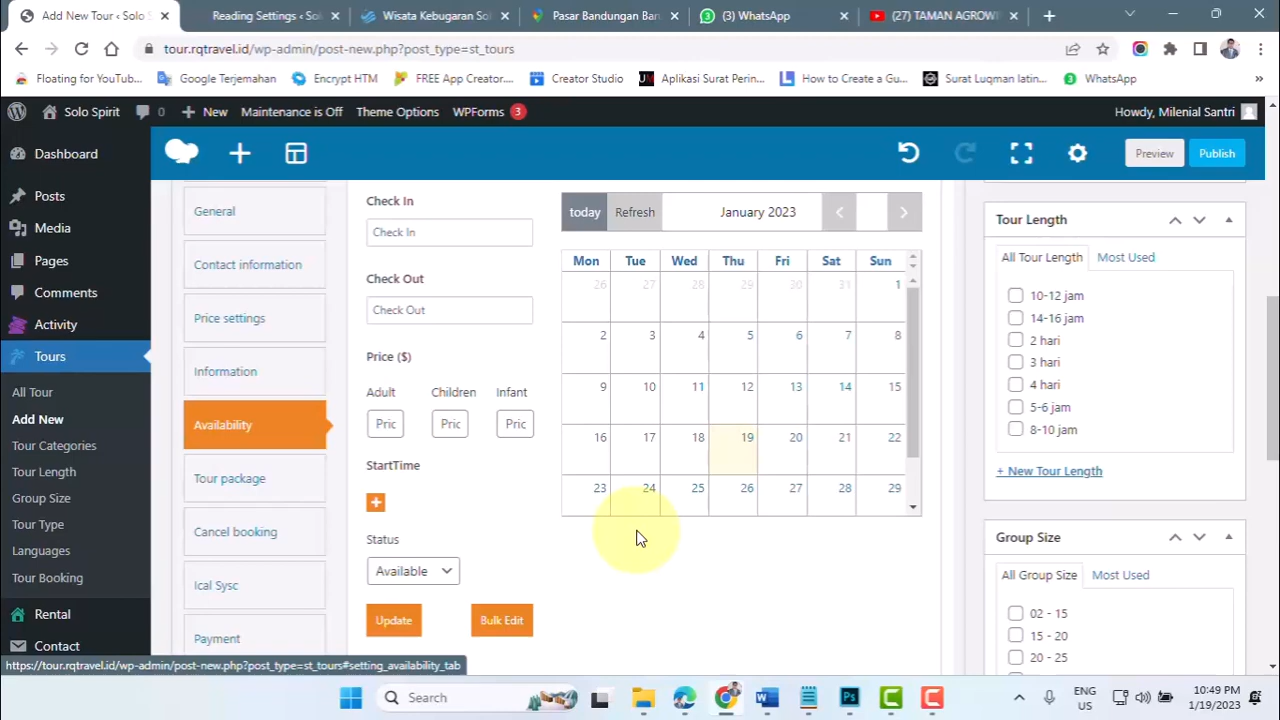 Add New Tour ‹ Sol
Reading Settings ‹ Sol
Wisata Kebugaran Sol
Pasar Bandungan Ban
(3) WhatsApp
(27) TAMAN AGROWI
tour.rqtravel.id/wp-admin/post-new.php?post_type=st_tours
Floating for YouTub...
Google Terjemahan
Encrypt HTM
FREE App Creator....
Creator Studio
Aplikasi Surat Perin...
How to Create a Gu...
Surat Luqman latin...
WhatsApp
Solo Spirit
0
New
Maintenance is Off
Theme Options
WPForms 3
Howdy, Milenial Santri
Dashboard
Posts
Media
Pages
Comments
Activity
Tours
All Tour
Add New
Tour Categories
Tour Length
Group Size
Tour Type
Languages
Tour Booking
Rental
Contact
Preview
Publish
General
Contact information
Price settings
Information
Availability
Tour package
Cancel booking
Ical Sysc
Payment
Check In
Check In
Check Out
Check Out
Price ($)
Adult Children Infant
Pric Pric Pric
StartTime
Status
Available
Update
Bulk Edit
today Refresh January 2023
Mon Tue Wed Thu Fri Sat Sun
26 27 28 29 30 31 1
2 3 4 5 6 7 8
9 10 11 12 13 14 15
16 17 18 19 20 21 22
23 24 25 26 27 28 29
Tour Length
All Tour Length Most Used
10-12 jam
14-16 jam
2 hari
3 hari
4 hari
5-6 jam
8-10 jam
+ New Tour Length
Group Size
All Group Size Most Used
02 - 15
15 - 20
20 - 25
https://tour.rqtravel.id/wp-admin/post-new.php?post_type=st_tours#setting_availability_tab
Search
ENG
US
10:49 PM
1/19/2023